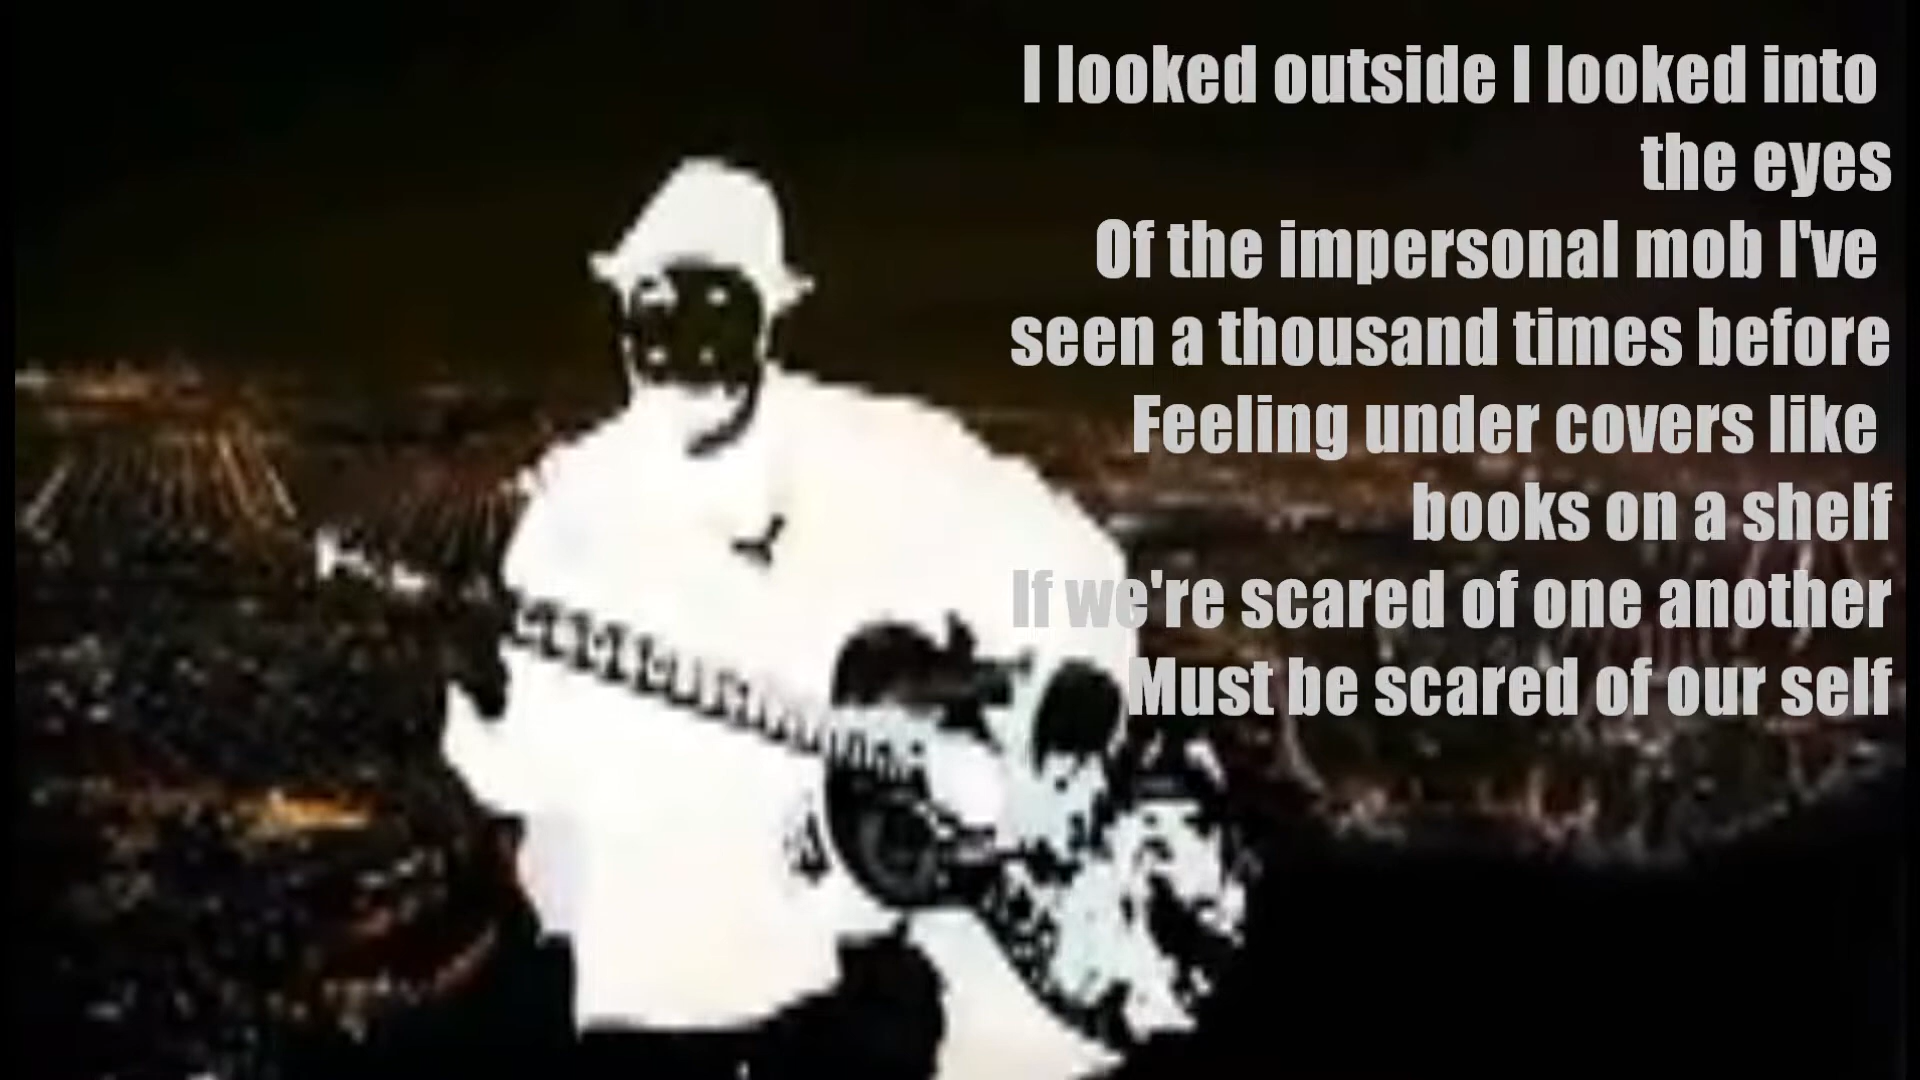 I looked outside I looked into
the eyes
Of the impersonal mob I've
seen a thousand times before
Feeling under covers like
books on a shelf
If we're scared of one another
Must be scared of our self